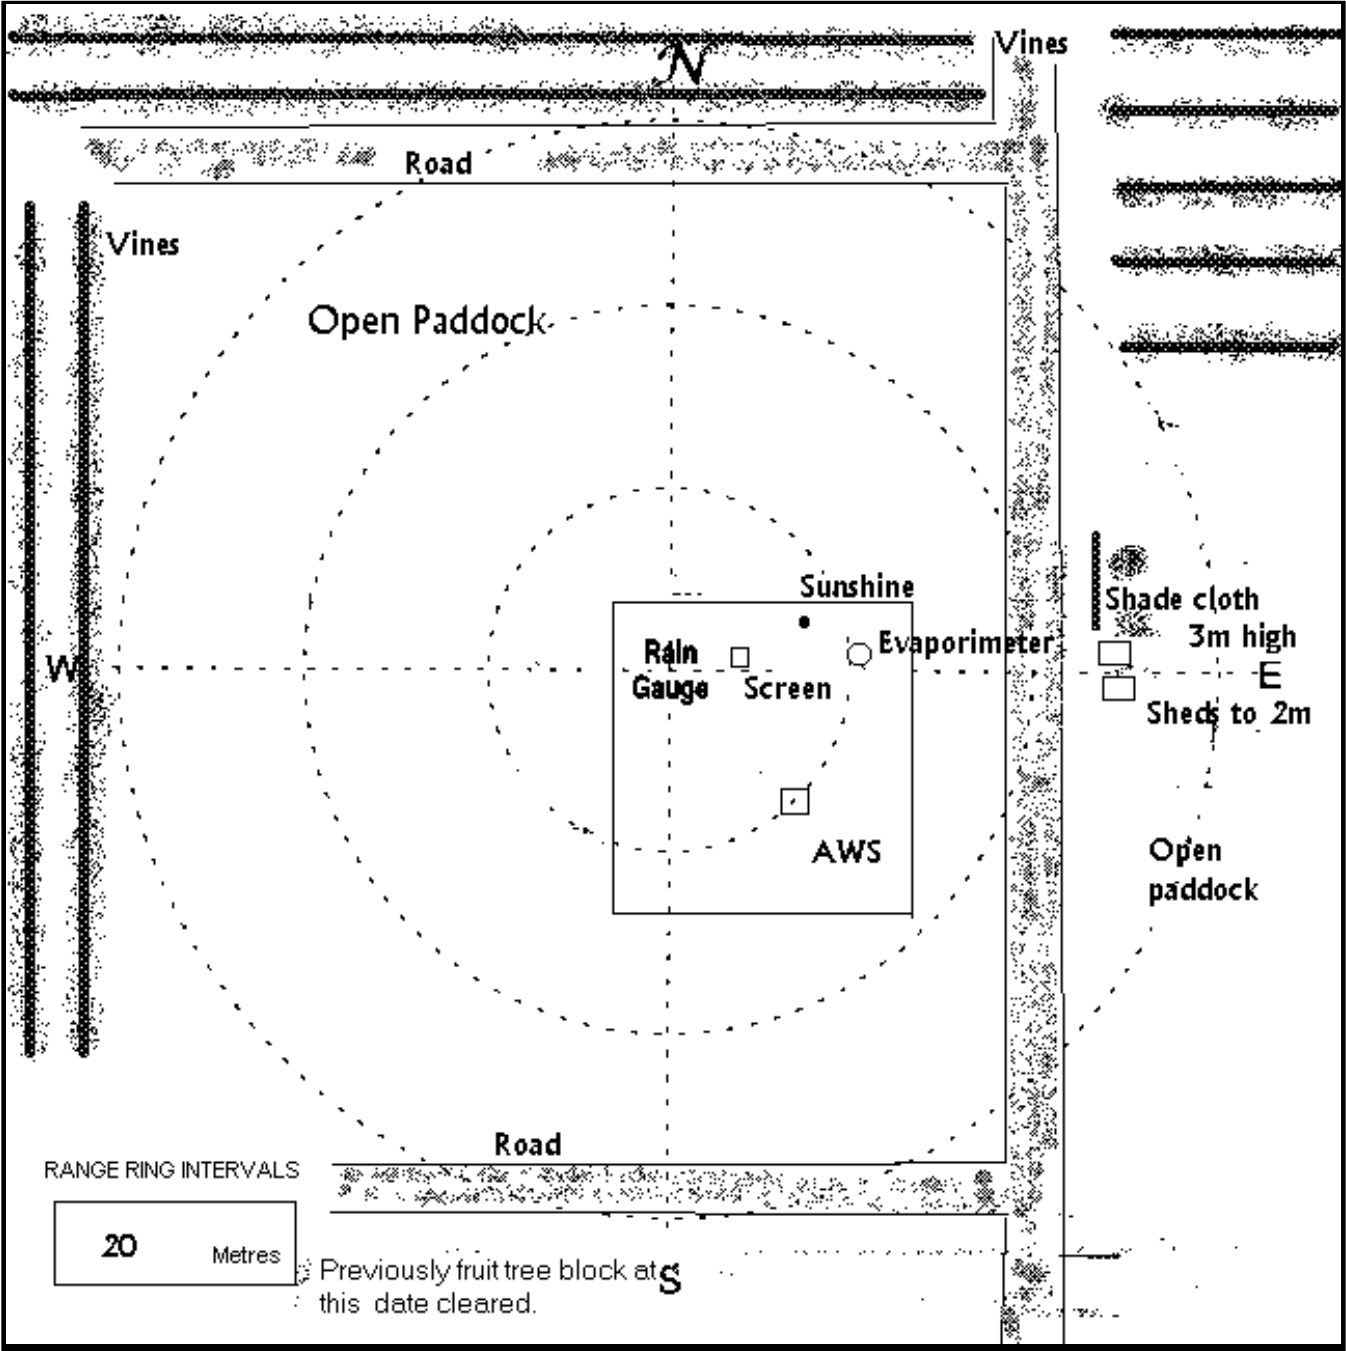 N
Vines
Road
Vines
Open Paddock
Sunshine
Shade cloth
3m high
Rain
Gauge
Evaporimeter
W
Screen
E
Sheds to 2m
AWS
Open
paddock
Road
RANGE RING INTERVALS
20 Metres
Previously fruit tree block at
this date cleared.
S